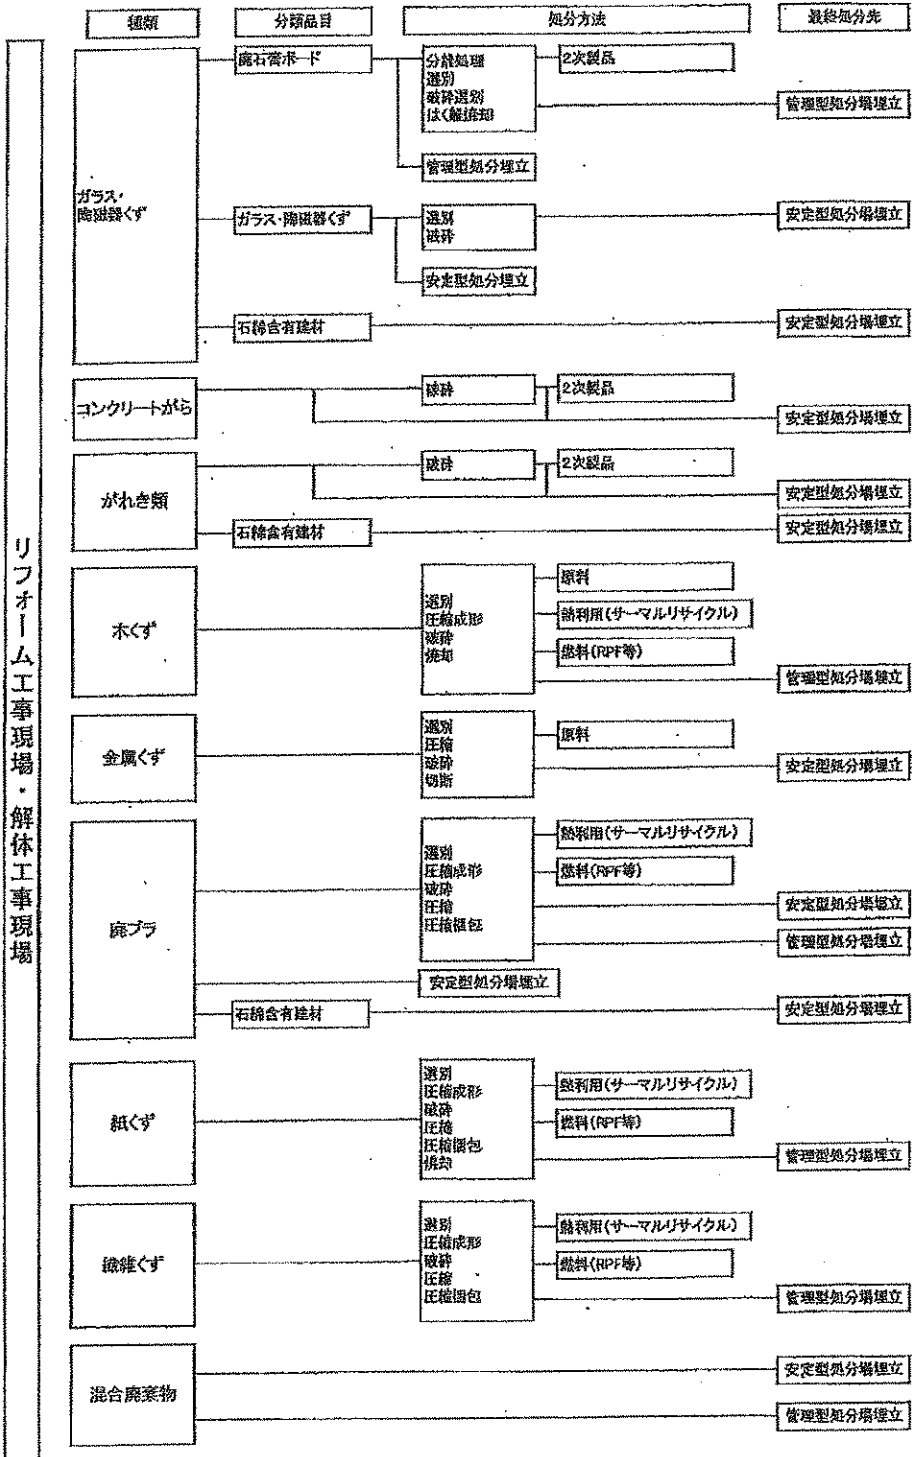 種類
分類品目
処分方法
最終処分先
リフォーム工事現場・解体工事現場
ガラス・
陶磁器くず
廃石膏ボード
分離処理
選別
破砕選別
はく離焼却
2次製品
管理型処分場埋立
管理型処分埋立
ガラス・陶磁器くず
選別
破砕
安定型処分場埋立
安定型処分埋立
石綿含有建材
安定型処分場埋立
コンクリートがら
破砕
2次製品
安定型処分場埋立
がれき類
破砕
2次製品
安定型処分場埋立
石綿含有建材
安定型処分場埋立
木くず
選別
圧縮成形
破砕
焼却
原料
熱利用(サーマルリサイクル)
燃料(RPF等)
管理型処分場埋立
金属くず
選別
圧縮
破砕
切断
原料
安定型処分場埋立
廃プラ
選別
圧縮成形
破砕
圧縮
圧縮梱包
熱利用(サーマルリサイクル)
燃料(RPF等)
安定型処分場埋立
管理型処分場埋立
安定型処分場埋立
石綿含有建材
安定型処分場埋立
紙くず
選別
圧縮成形
破砕
圧縮
圧縮梱包
焼却
熱利用(サーマルリサイクル)
燃料(RPF等)
管理型処分場埋立
繊維くず
選別
圧縮成形
破砕
圧縮
圧縮梱包
熱利用(サーマルリサイクル)
燃料(RPF等)
管理型処分場埋立
混合廃棄物
安定型処分場埋立
管理型処分場埋立